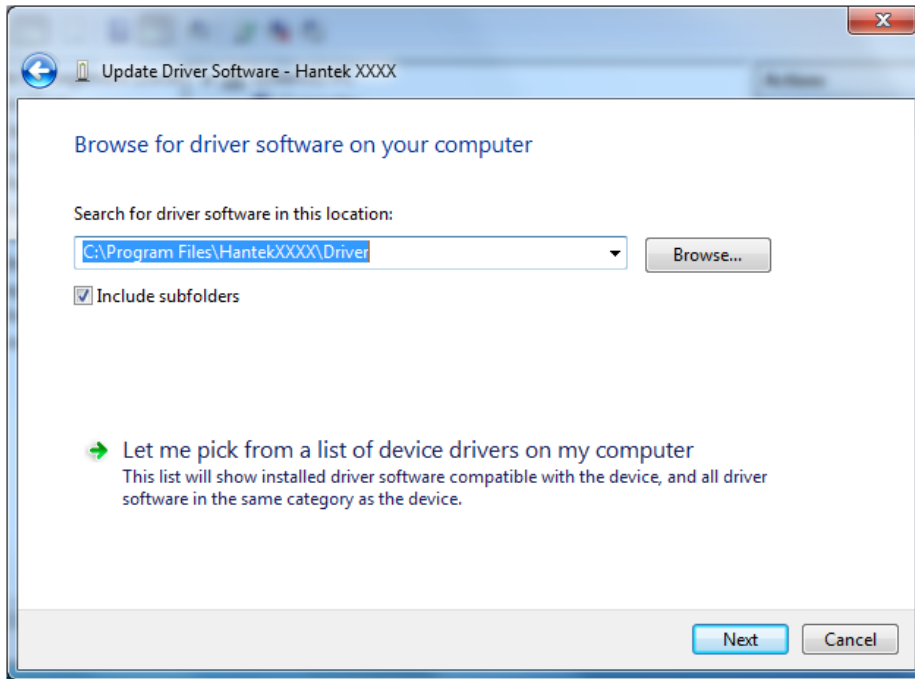 Update Driver Software - Hantek XXXX
Browse for driver software on your computer
Search for driver software in this location:
C:\Program Files\HantekXXXX\Driver
Browse...
Include subfolders
Let me pick from a list of device drivers on my computer
This list will show installed driver software compatible with the device, and all driver
software in the same category as the device.
Next
Cancel